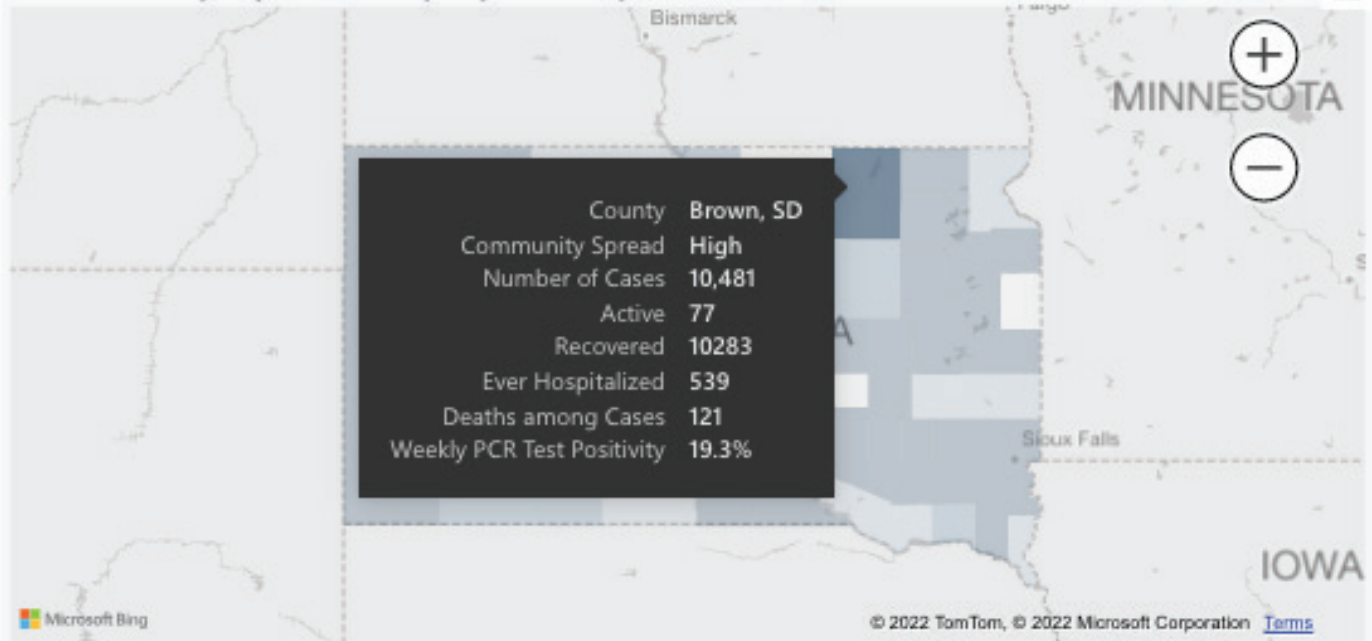 Bismarck
MINNESOTA
County Brown, SD
Community Spread High
Number of Cases 10,481
Active 77
Recovered 10283
Ever Hospitalized 539
Deaths among Cases 121
Weekly PCR Test Positivity 19.3%
A
Sioux Falls
IOWA
Microsoft Bing
© 2022 TomTom, © 2022 Microsoft Corporation Terms